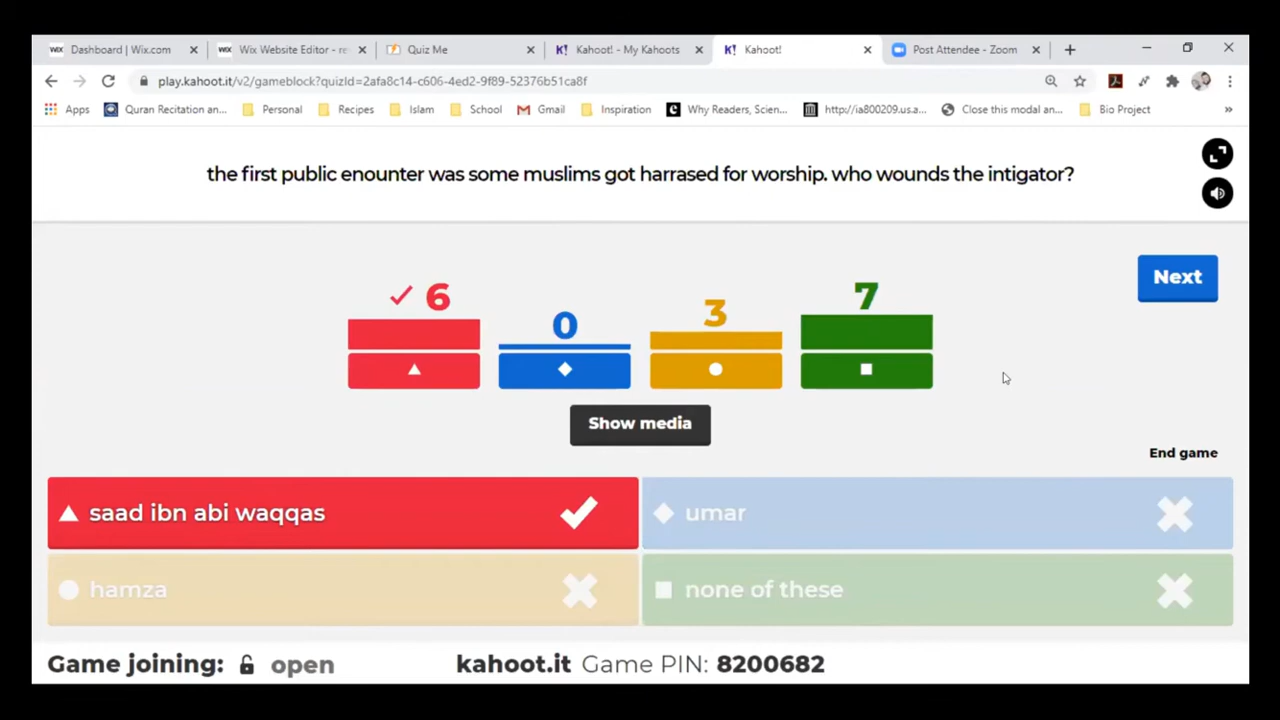 WIX Dashboard | Wix.com
WIX Wix Website Editor - re
Quiz Me
K! Kahoot! - My Kahoots
K! Kahoot!
Post Attendee - Zoom
play.kahoot.it/v2/gameblock?quizId=2afa8c14-c606-4ed2-9f89-52376b51ca8f
Apps
Quran Recitation an...
Personal
Recipes
Islam
School
Gmail
Inspiration
Why Readers, Scien...
http://ia800209.us.a...
Close this modal an...
Bio Project
»
the first public enounter was some muslims got harrased for worship. who wounds the intigator?
Next
6
0
3
7
Show media
End game
saad ibn abi waqqas
umar
hamza
none of these
Game joining: open
kahoot.it Game PIN: 8200682